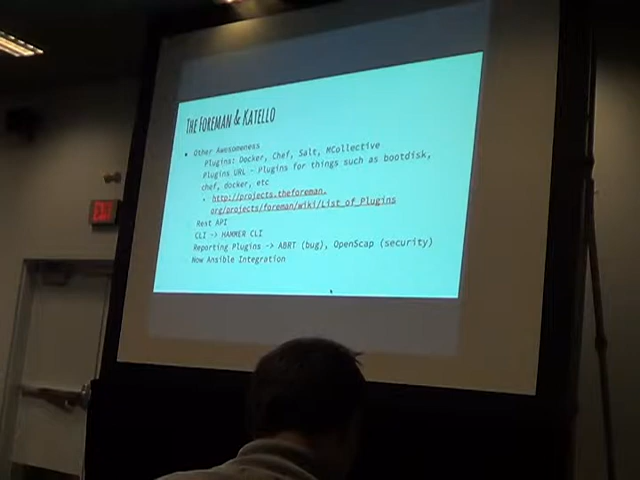 The Foreman & Katello
Other Awesomeness
Plugins: Docker, Chef, Salt, MCollective
Plugins URL - Plugins for things such as bootdisk,
chef, docker, etc
http://projects.theforeman.
org/projects/foreman/wiki/List_of_Plugins
Rest API
CLI -> HAMMER CLI
Reporting Plugins -> ABRT (bug), OpenScap (security)
Now Ansible Integration
EXIT